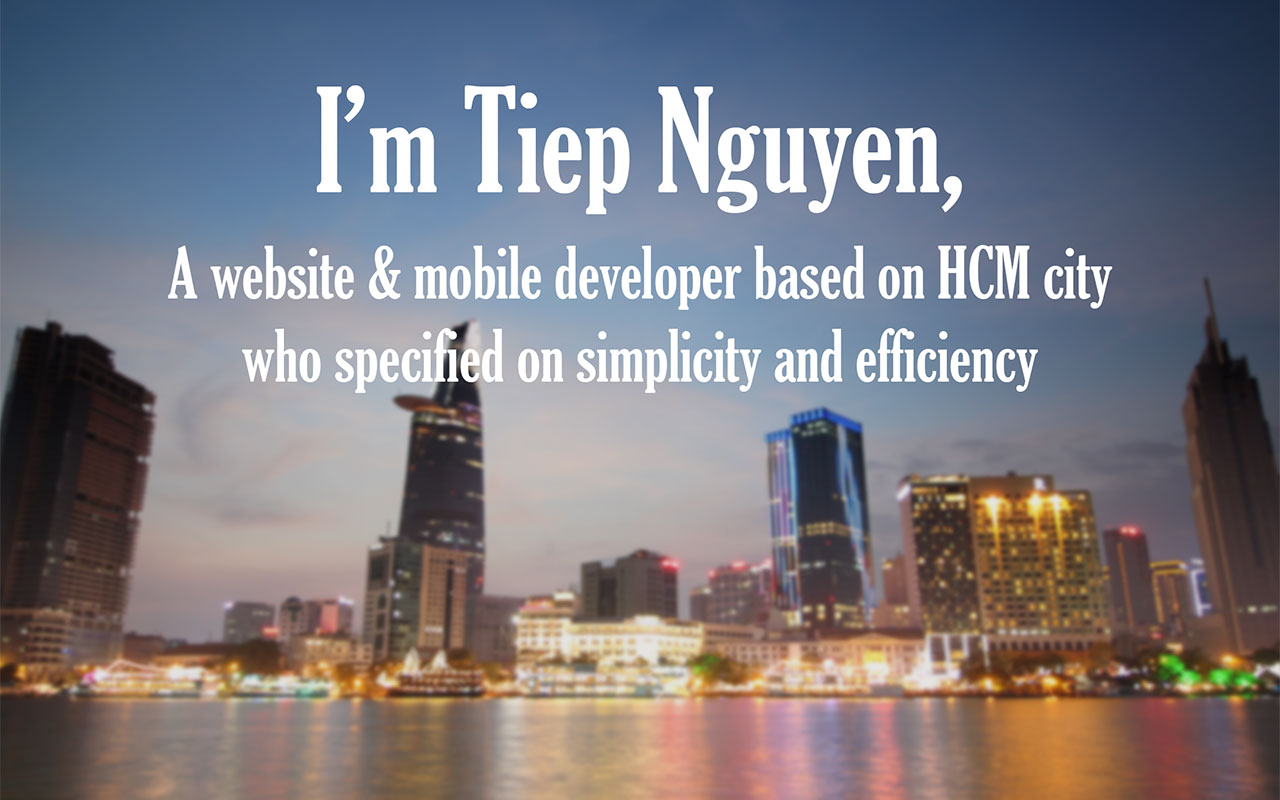 I’m Tiep Nguyen,
A website & mobile developer based on HCM city
who specified on simplicity and efficiency